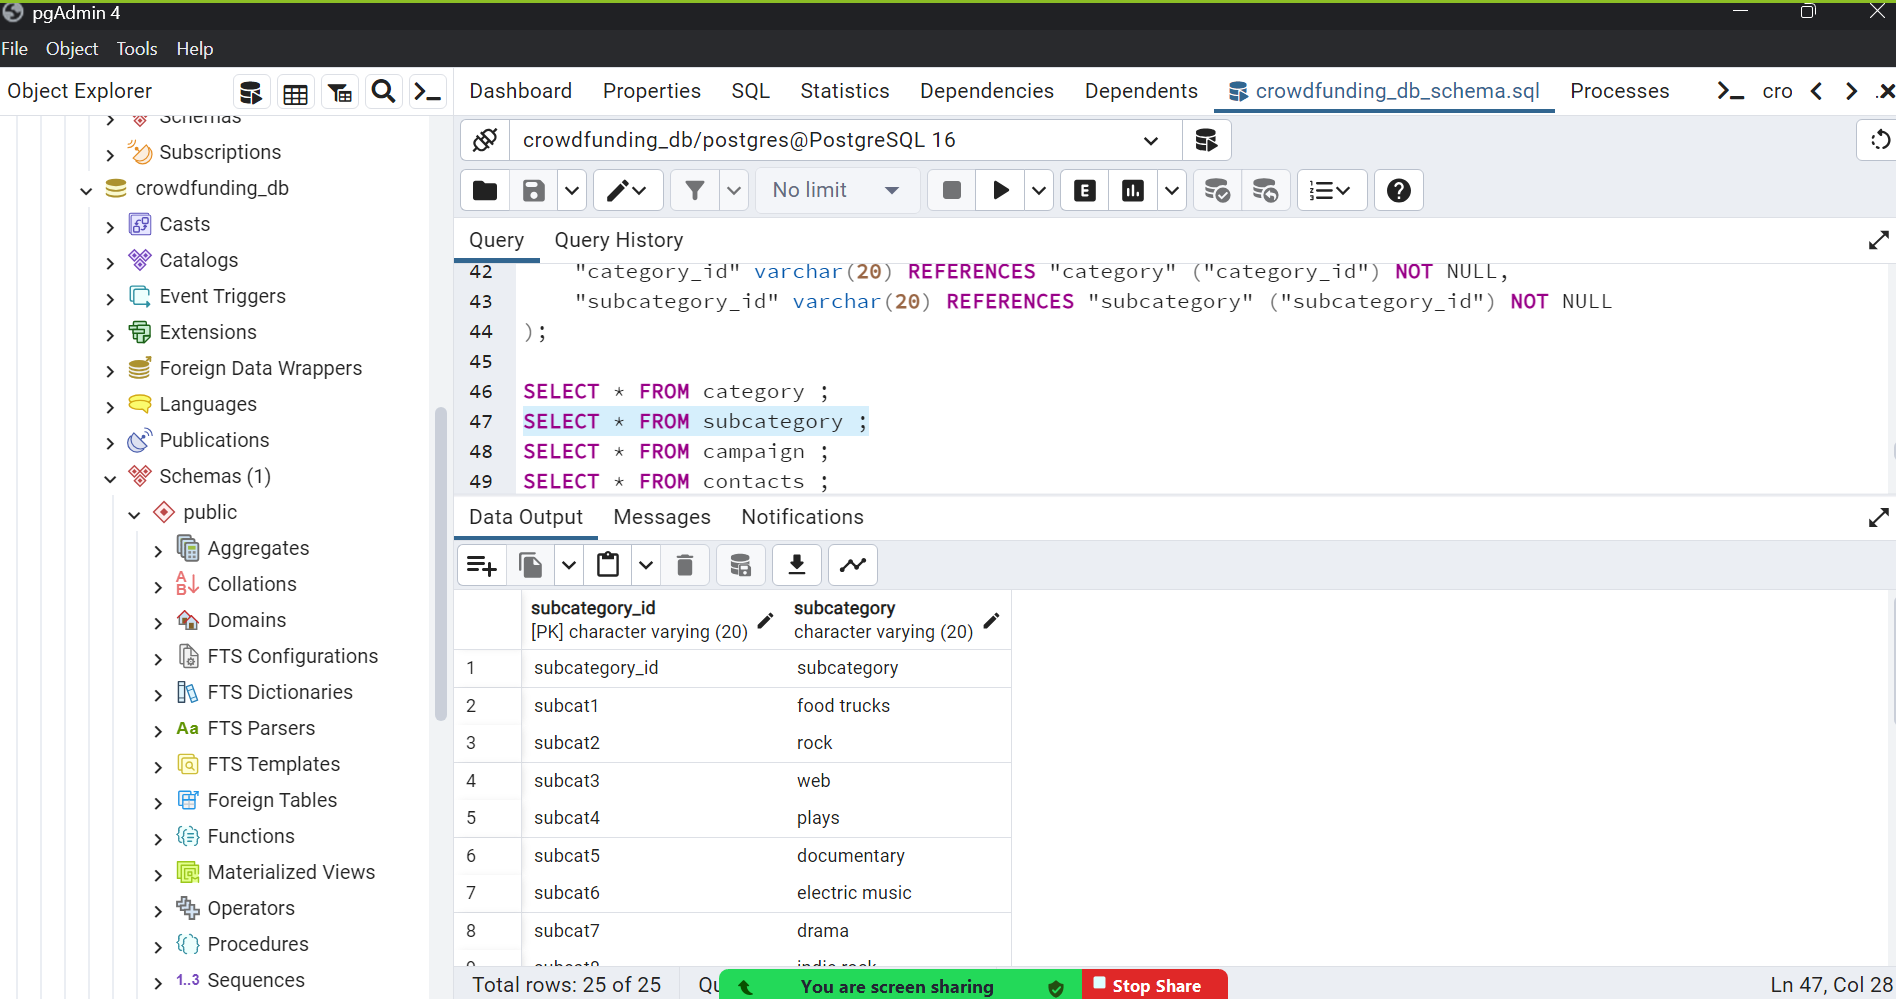 pgAdmin 4
File Object Tools Help
Object Explorer
Dashboard Properties SQL Statistics Dependencies Dependents crowdfunding_db_schema.sql Processes cro
Schemas
Subscriptions
crowdfunding_db
Casts
Catalogs
Event Triggers
Extensions
Foreign Data Wrappers
Languages
Publications
Schemas (1)
public
Aggregates
Collations
Domains
FTS Configurations
FTS Dictionaries
Aa FTS Parsers
FTS Templates
Foreign Tables
Functions
Materialized Views
Operators
Procedures
1..3 Sequences
crowdfunding_db/postgres@PostgreSQL 16
No limit
E
Query Query History
42 "category_id" varchar(20) REFERENCES "category" ("category_id") NOT NULL,
43 "subcategory_id" varchar(20) REFERENCES "subcategory" ("subcategory_id") NOT NULL
44 );
45
46 SELECT * FROM category ;
47 SELECT * FROM subcategory ;
48 SELECT * FROM campaign ;
49 SELECT * FROM contacts ;
Data Output Messages Notifications
subcategory_id subcategory
[PK] character varying (20) character varying (20)
1 subcategory_id subcategory
2 subcat1 food trucks
3 subcat2 rock
4 subcat3 web
5 subcat4 plays
6 subcat5 documentary
7 subcat6 electric music
8 subcat7 drama
9 subcat8 indie rock
Total rows: 25 of 25
You are screen sharing
Stop Share
Ln 47, Col 28